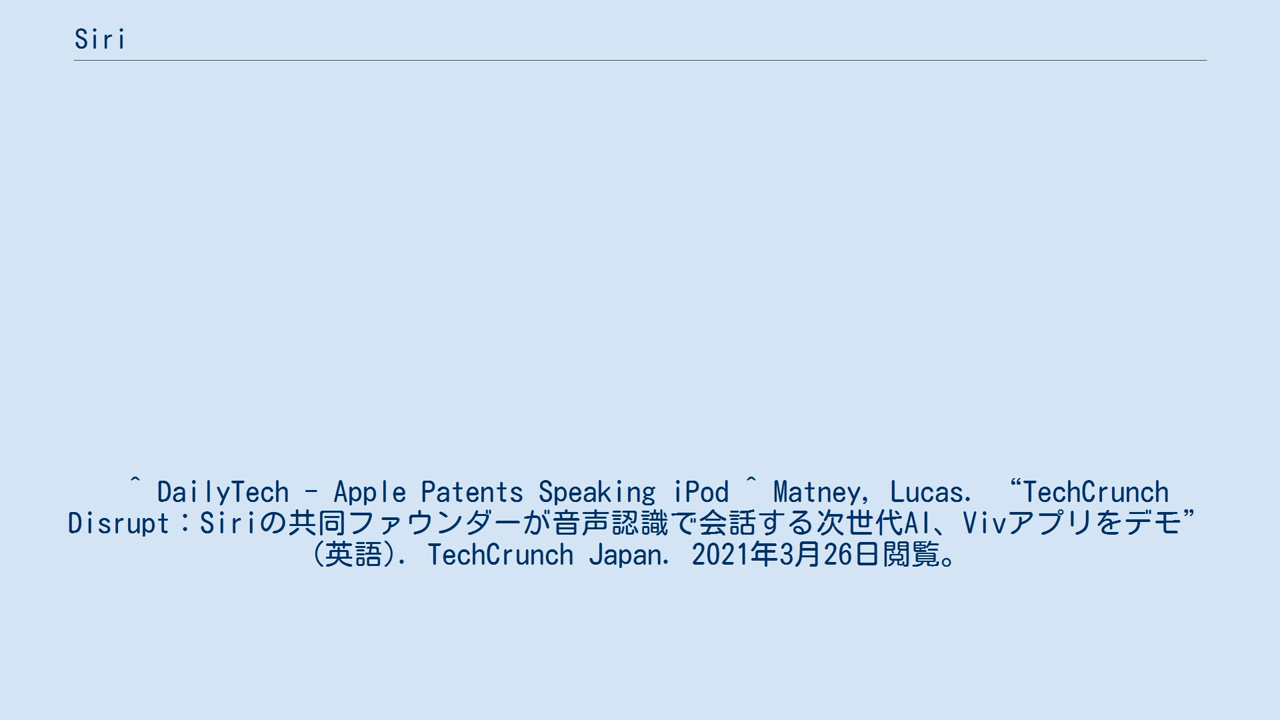 Siri
^ DailyTech - Apple Patents Speaking iPod ^ Matney, Lucas. “TechCrunch
Disrupt：Siriの共同ファウンダーが音声認識で会話する次世代AI、Vivアプリをデモ”
(英語). TechCrunch Japan. 2021年3月26日閲覧。